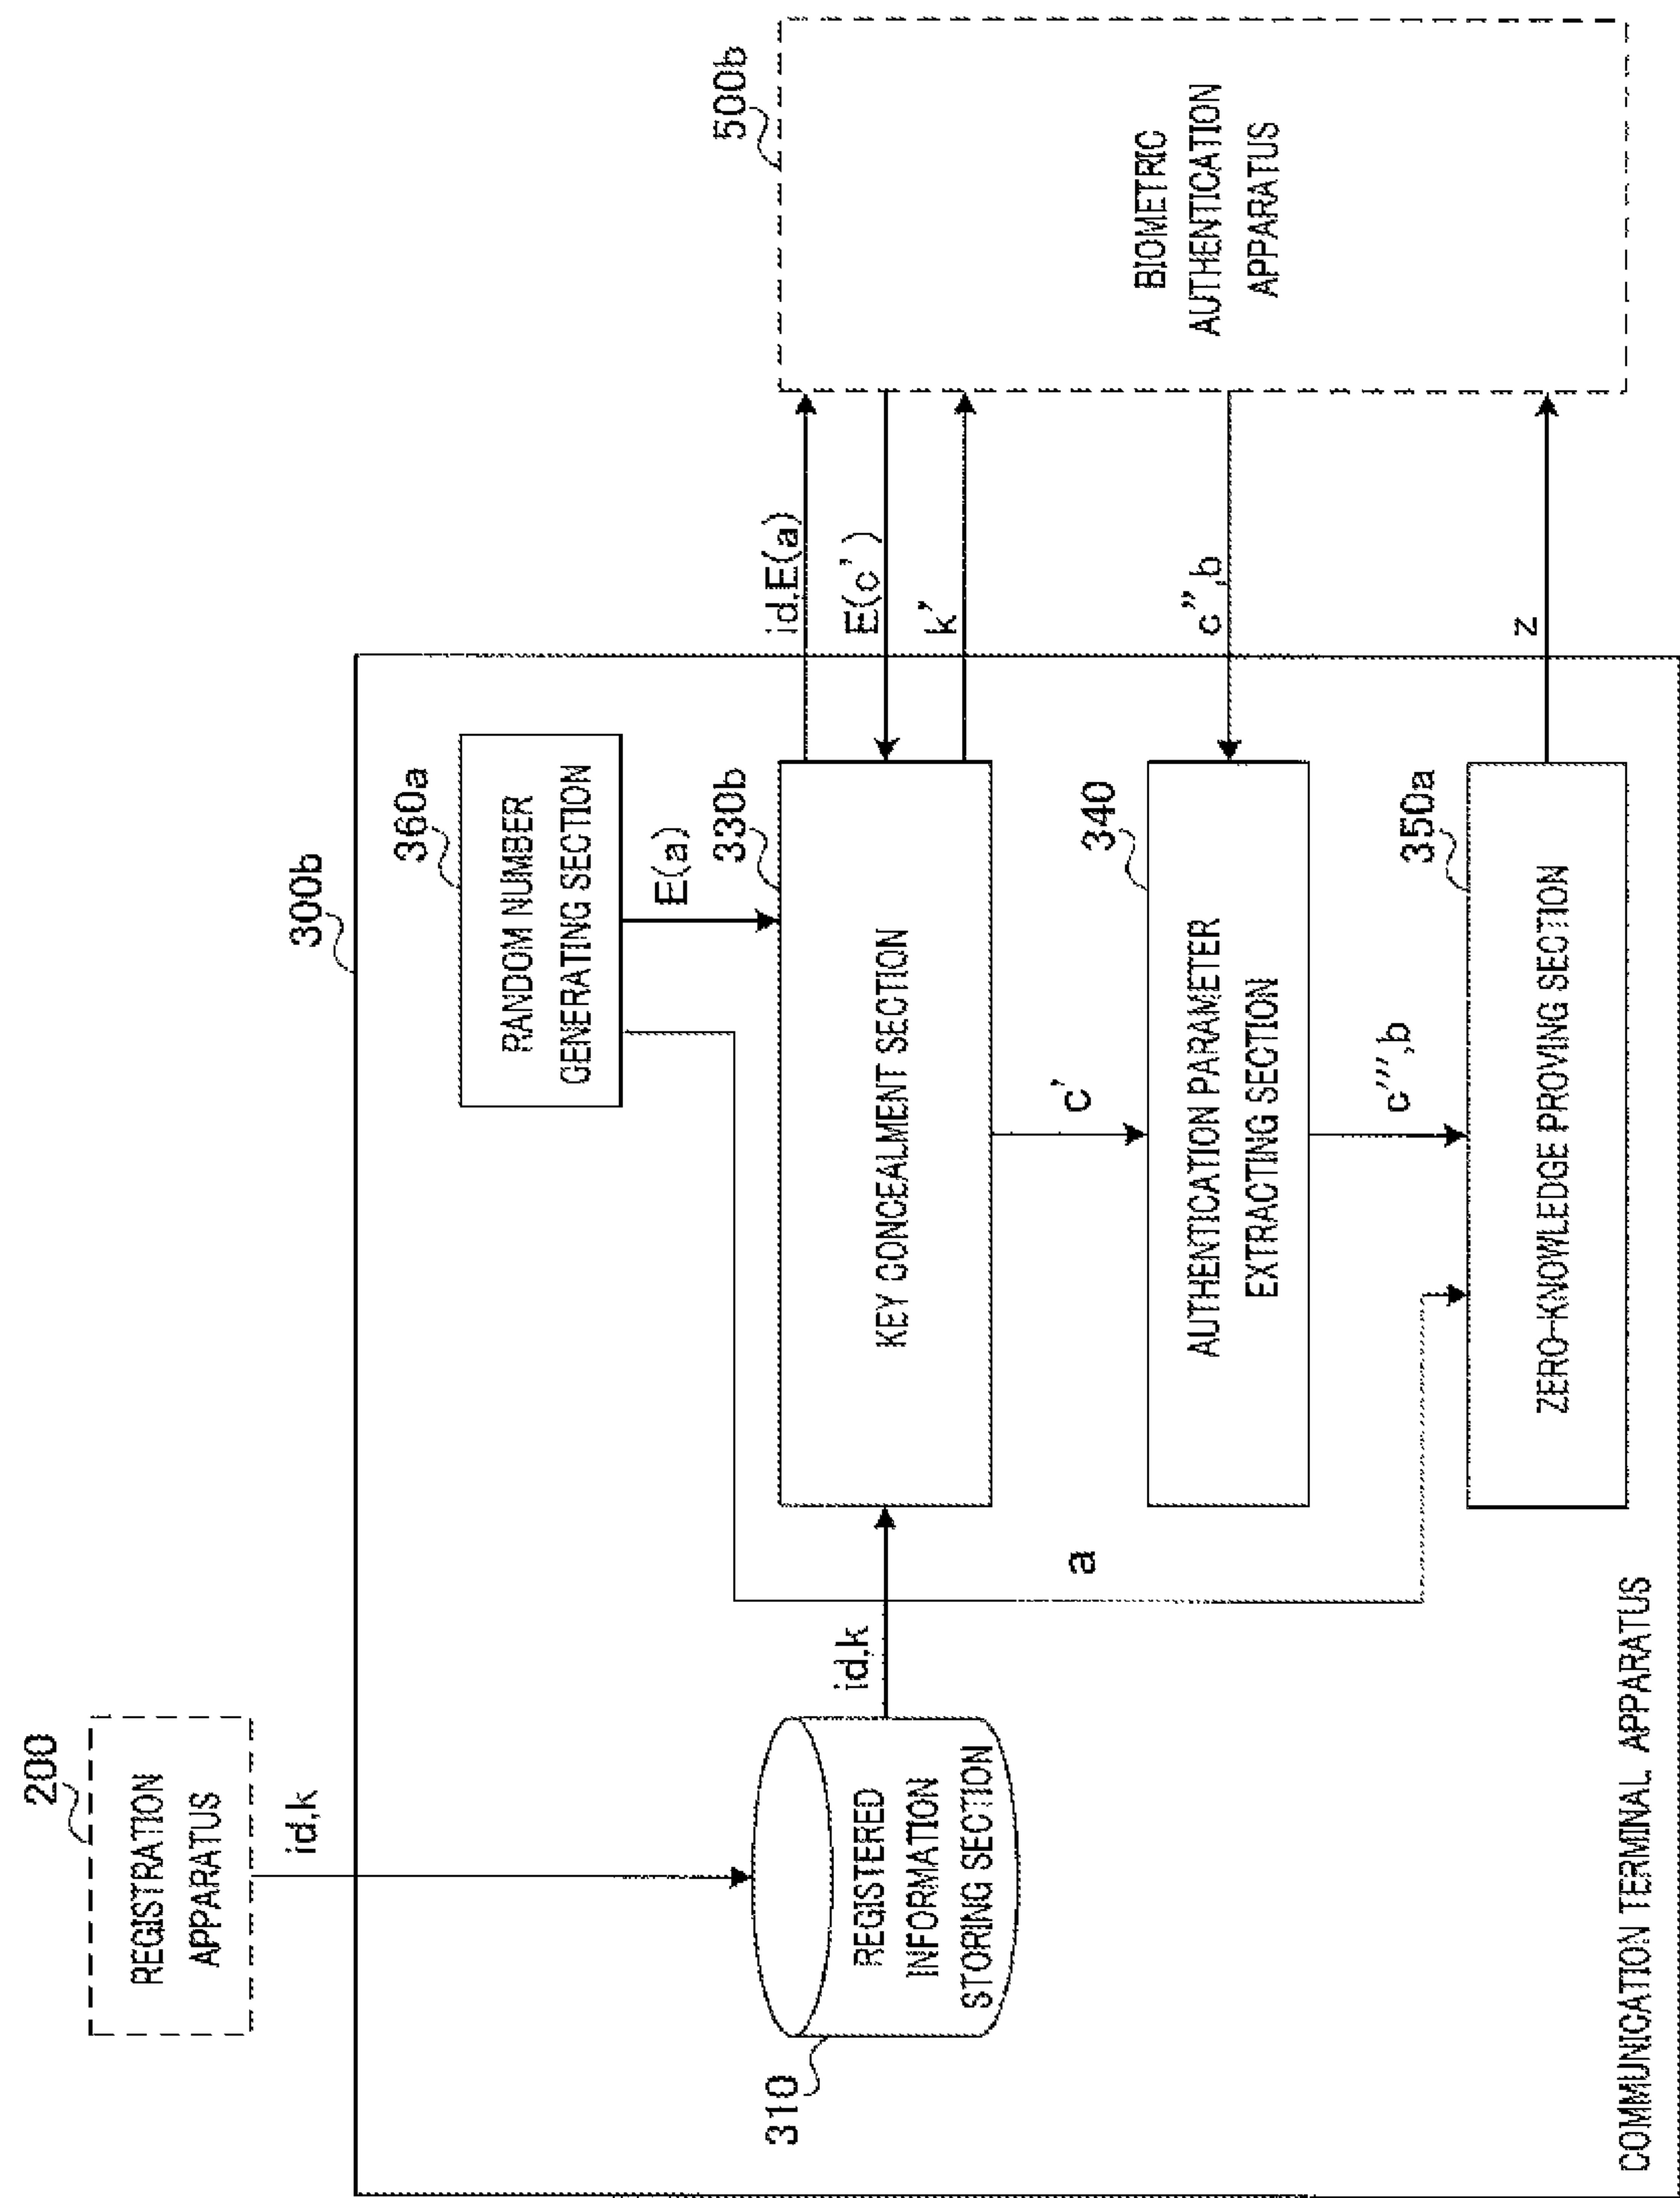 200
REGISTRATION
APPARATUS
id,k
300b
360a
RANDOM NUMBER
GENERATING SECTION
E(a)
310
REGISTERED
INFORMATION
STORING SECTION
id,k
330b
KEY GONCEALMENT SECTION
id,E(a)
E(c')
k'
500b
BIOMETRIC
AUTHENTICATION
APPARATUS
c'
a
340
AUTHENTICATION PARAMETER
EXTRACTING SECTION
c'',b
c''',b
350a
ZERO-KNOWLEDGE PROVING SECTION
z
COMMUNICATION TERMINAL APPARATUS